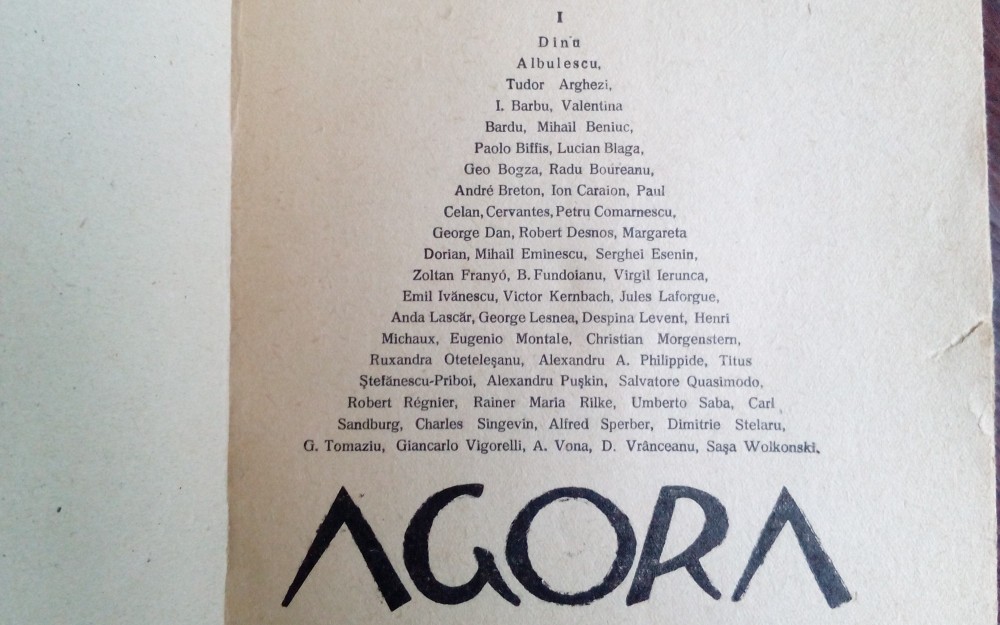 I
Dina
Albulescu,
Tudor Arghezi,
I. Barbu, Valentina
Bardu, Mihail Beniuc,
Paolo Biffis, Lucian Blaga,
Geo Bogza, Radu Boureanu,
André Breton, Ion Caraion, Paul
Celan, Cervantes, Petru Comarnescu,
George Dan, Robert Desnos, Margareta
Dorian, Mihail Eminescu, Serghei Esenin,
Zoltan Franyó, B. Fundoianu, Virgil Ierunca,
Emil Ivănescu, Victor Kernbach, Jules Laforgue,
Anda Lascăr, George Lesnea, Despina Levent, Henri
Michaux, Eugenio Montale, Christian Morgenstern,
Ruxandra Oteteleşanu, Alexandru A. Philippide, Titus
Ştefănescu-Priboi, Alexandru Puşkin, Salvatore Quasimodo,
Robert Régnier, Rainer Maria Rilke, Umberto Saba, Carl
Sandburg, Charles Singevin, Alfred Sperber, Dimitrie Stelaru,
G. Tomaziu, Giancarlo Vigorelli, A. Vona, D. Vrânceanu, Saşa Wolkonski.
AGORA